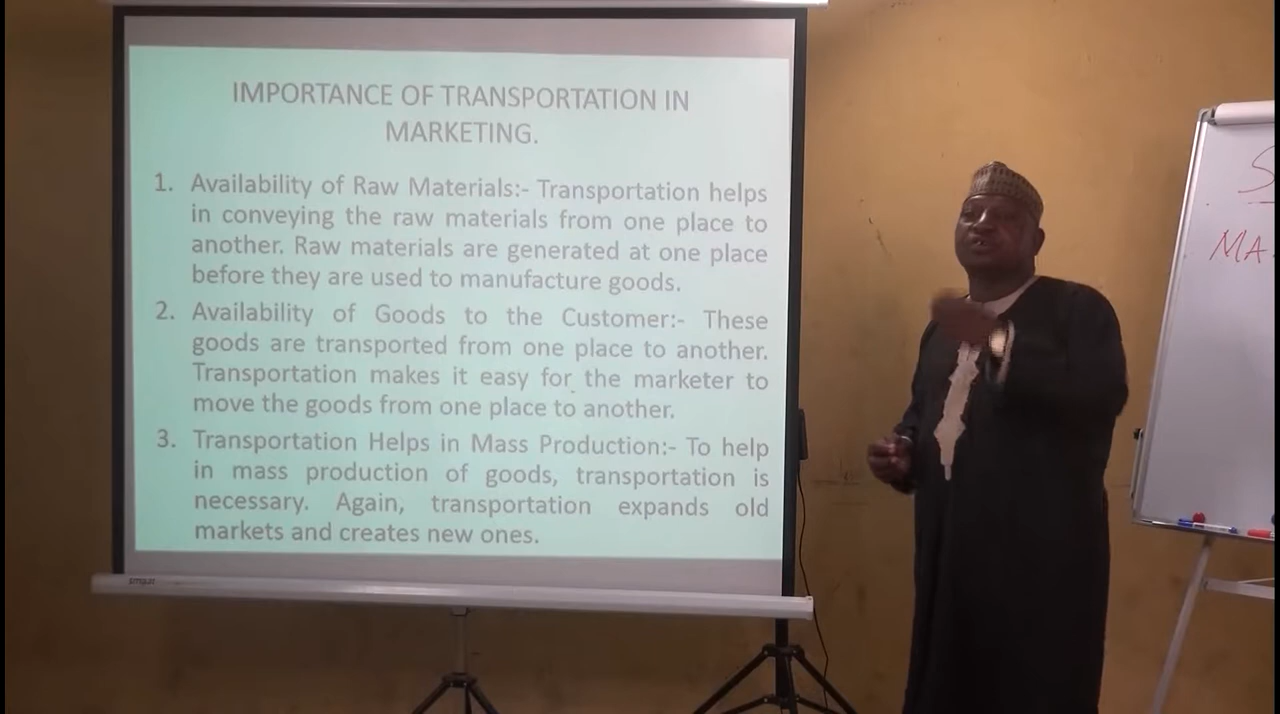 IMPORTANCE OF TRANSPORTATION IN
MARKETING.
1. Availability of Raw Materials:- Transportation helps
in conveying the raw materials from one place to
another. Raw materials are generated at one place
before they are used to manufacture goods.
2. Availability of Goods to the Customer:- These
goods are transported from one place to another.
Transportation makes it easy for the marketer to
move the goods from one place to another.
3. Transportation Helps in Mass Production:- To help
in mass production of goods, transportation is
necessary. Again, transportation expands old
markets and creates new ones.
S
MA